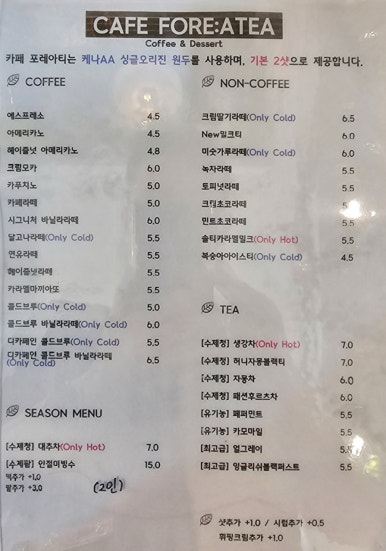 CAFE FORE:ATEA
Coffee & Dessert
카페 포레아티는 케냐AA 싱글오리진 원두를 사용하며, 기본 2샷으로 제공합니다.
COFFEE
에스프레소 4.5
아메리카노 4.5
헤이즐넛 아메리카노 4.8
크림모카 6.0
카푸치노 5.0
카페라떼 5.0
시그니처 바닐라라떼 6.0
달고나라떼(Only Cold) 5.5
연유라떼 5.5
헤이즐넛라떼 5.5
카라멜마끼아또 5.5
콜드브루(Only Cold) 5.0
콜드브루 바닐라라떼(Only Cold) 6.0
디카페인 콜드브루(Only Cold) 5.5
디카페인 콜드브루 바닐라라떼 6.5
(Only Cold)
SEASON MENU
[수제청] 대추차(Only Hot) 7.0
[수제팥] 인절미빙수 15.0
떡추가 +1.0
팥추가 +3.0
(2인)
NON-COFFEE
크림딸기라떼(Only Cold) 6.5
New밀크티 6.0
미숫가루라떼(Only Cold) 6.0
녹차라떼 5.5
토피넛라떼 5.5
크림초코라떼 5.5
민트초코라떼 5.5
솔티카라멜밀크(Only Hot) 5.5
복숭아아이스티(Only Cold) 4.5
TEA
[수제청] 생강차(Only Hot) 7.0
[수제청] 허니자몽블랙티 7.0
[수제청] 자몽차 6.0
[수제청] 패션후르츠차 6.0
[유기농] 페퍼민트 5.5
[유기농] 카모마일 5.5
[최고급] 얼그레이 5.5
[최고급] 잉글리쉬블랙퍼스트 5.5
샷추가 +1.0 / 시럽추가 +0.5
휘핑크림추가 +1.0